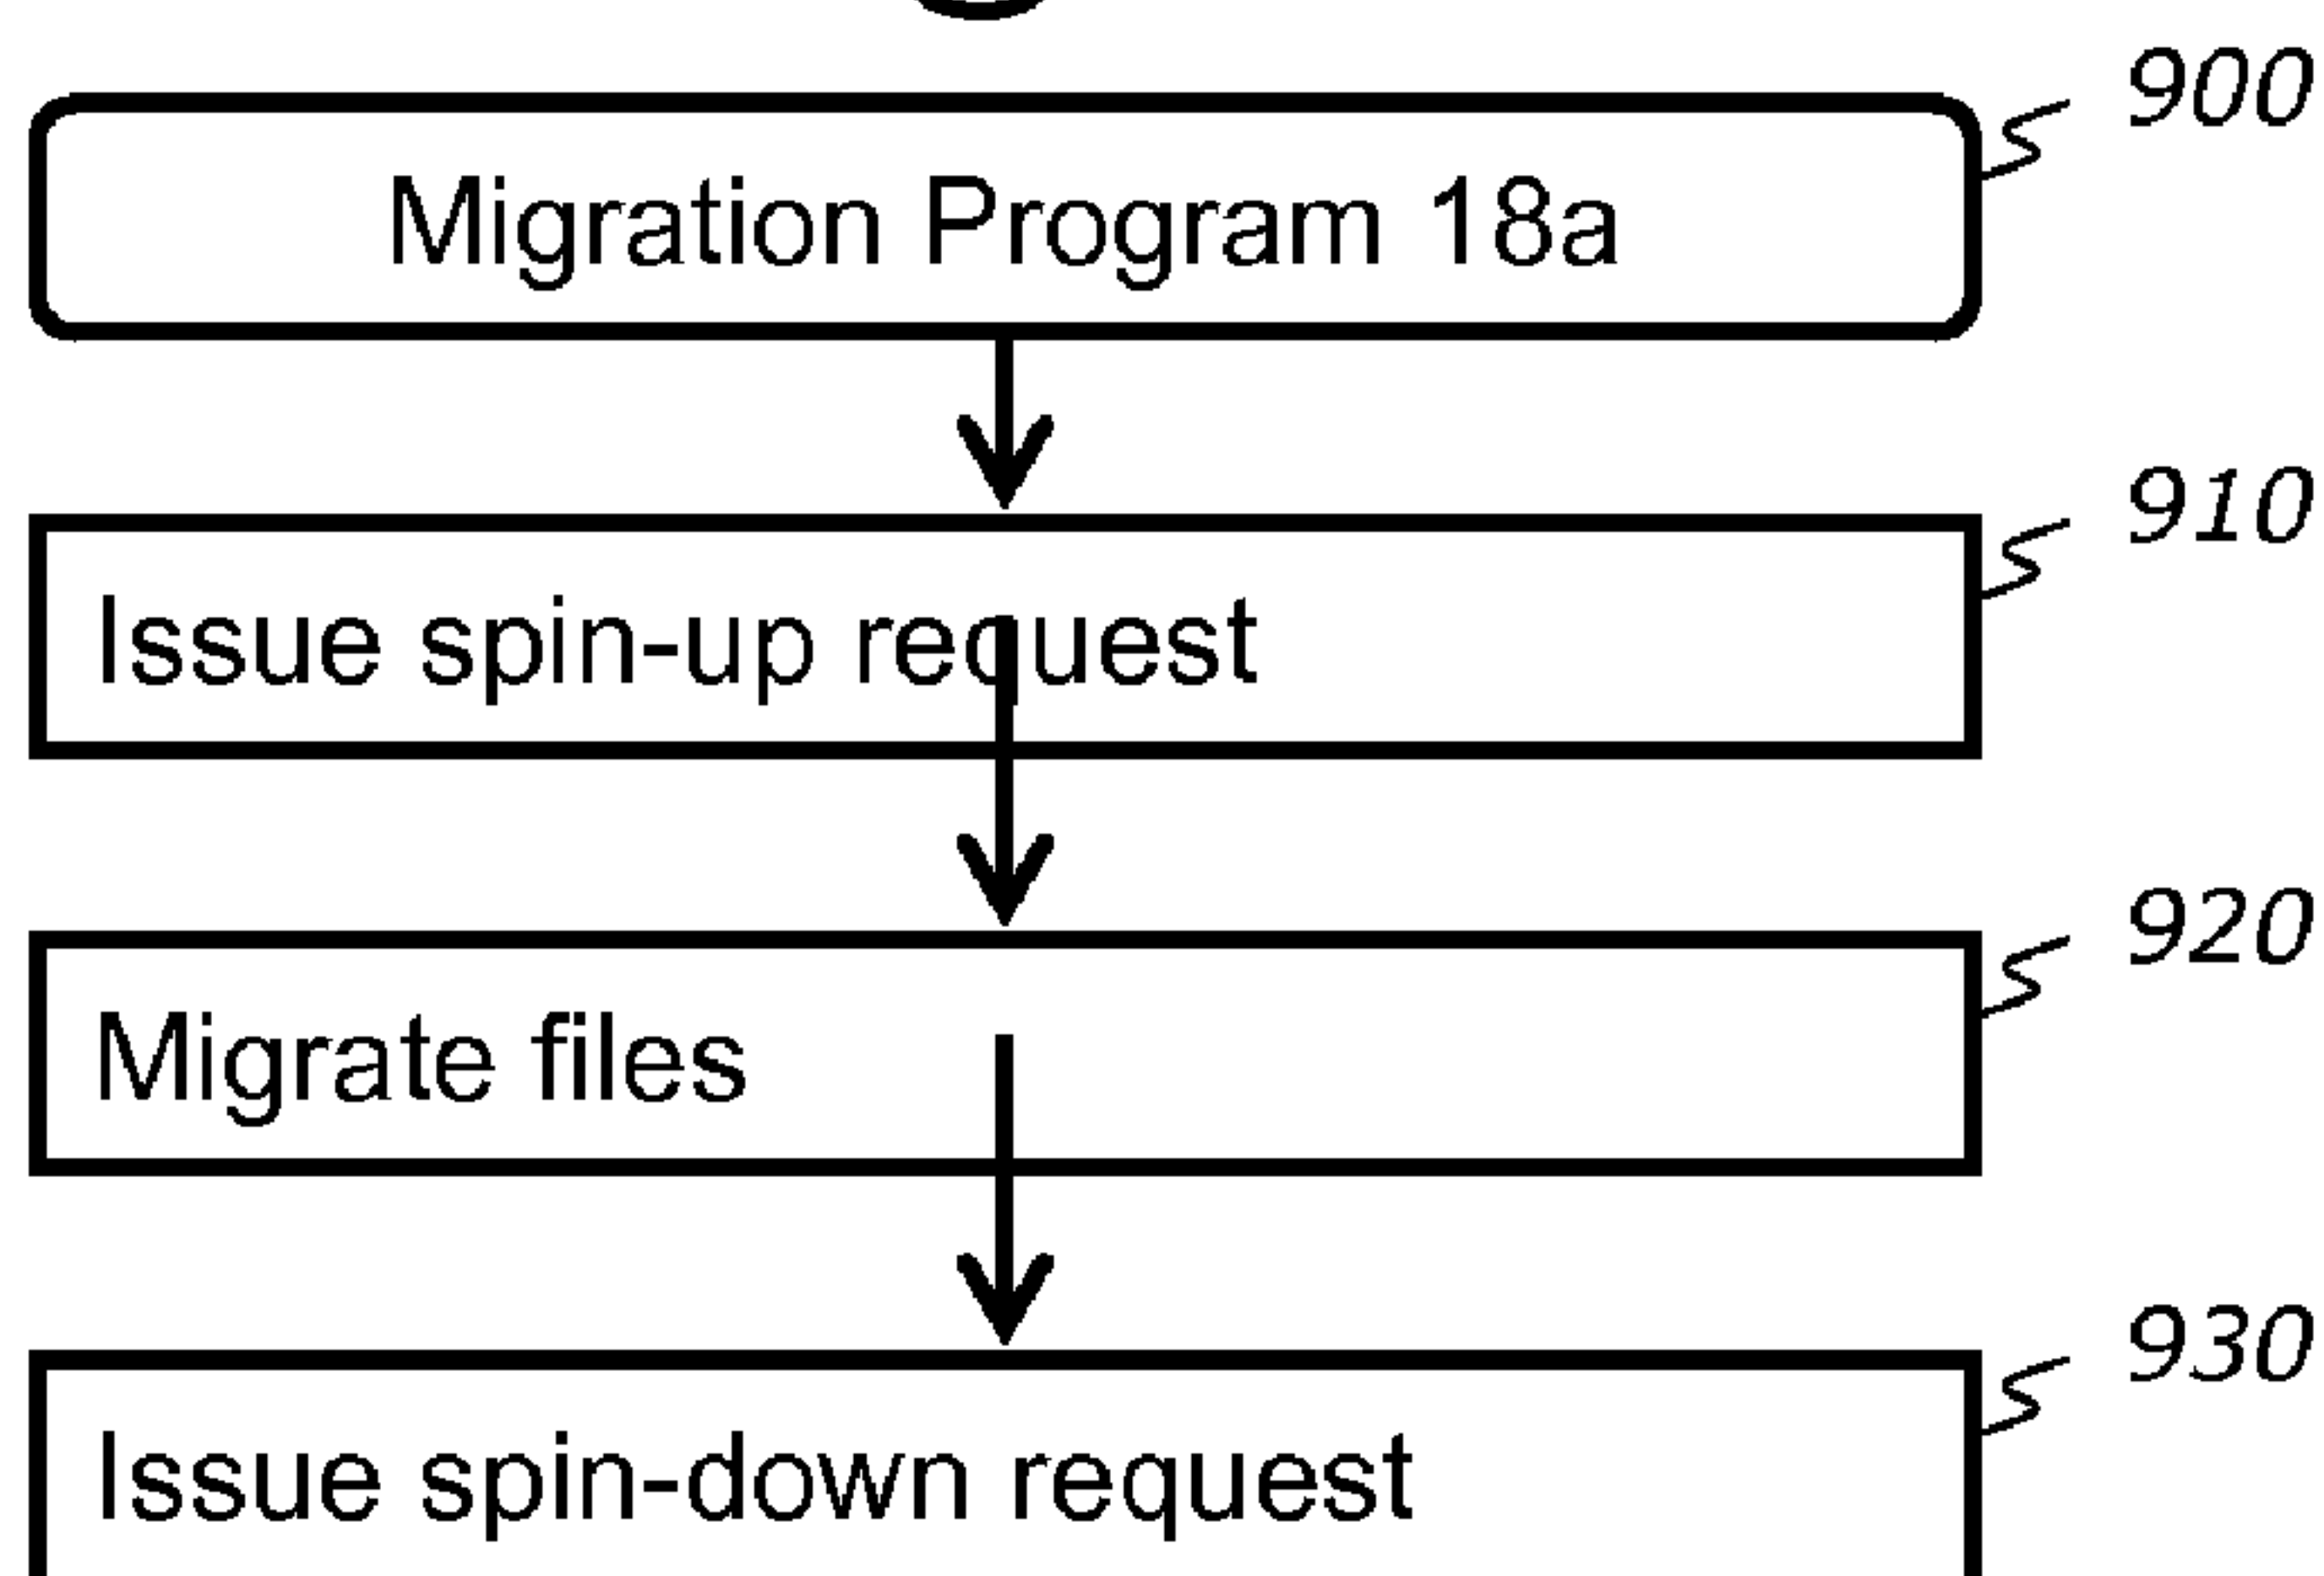 900
Migration Program 18a
910
Issue spin-up request
920
Migrate files
930
Issue spin-down request